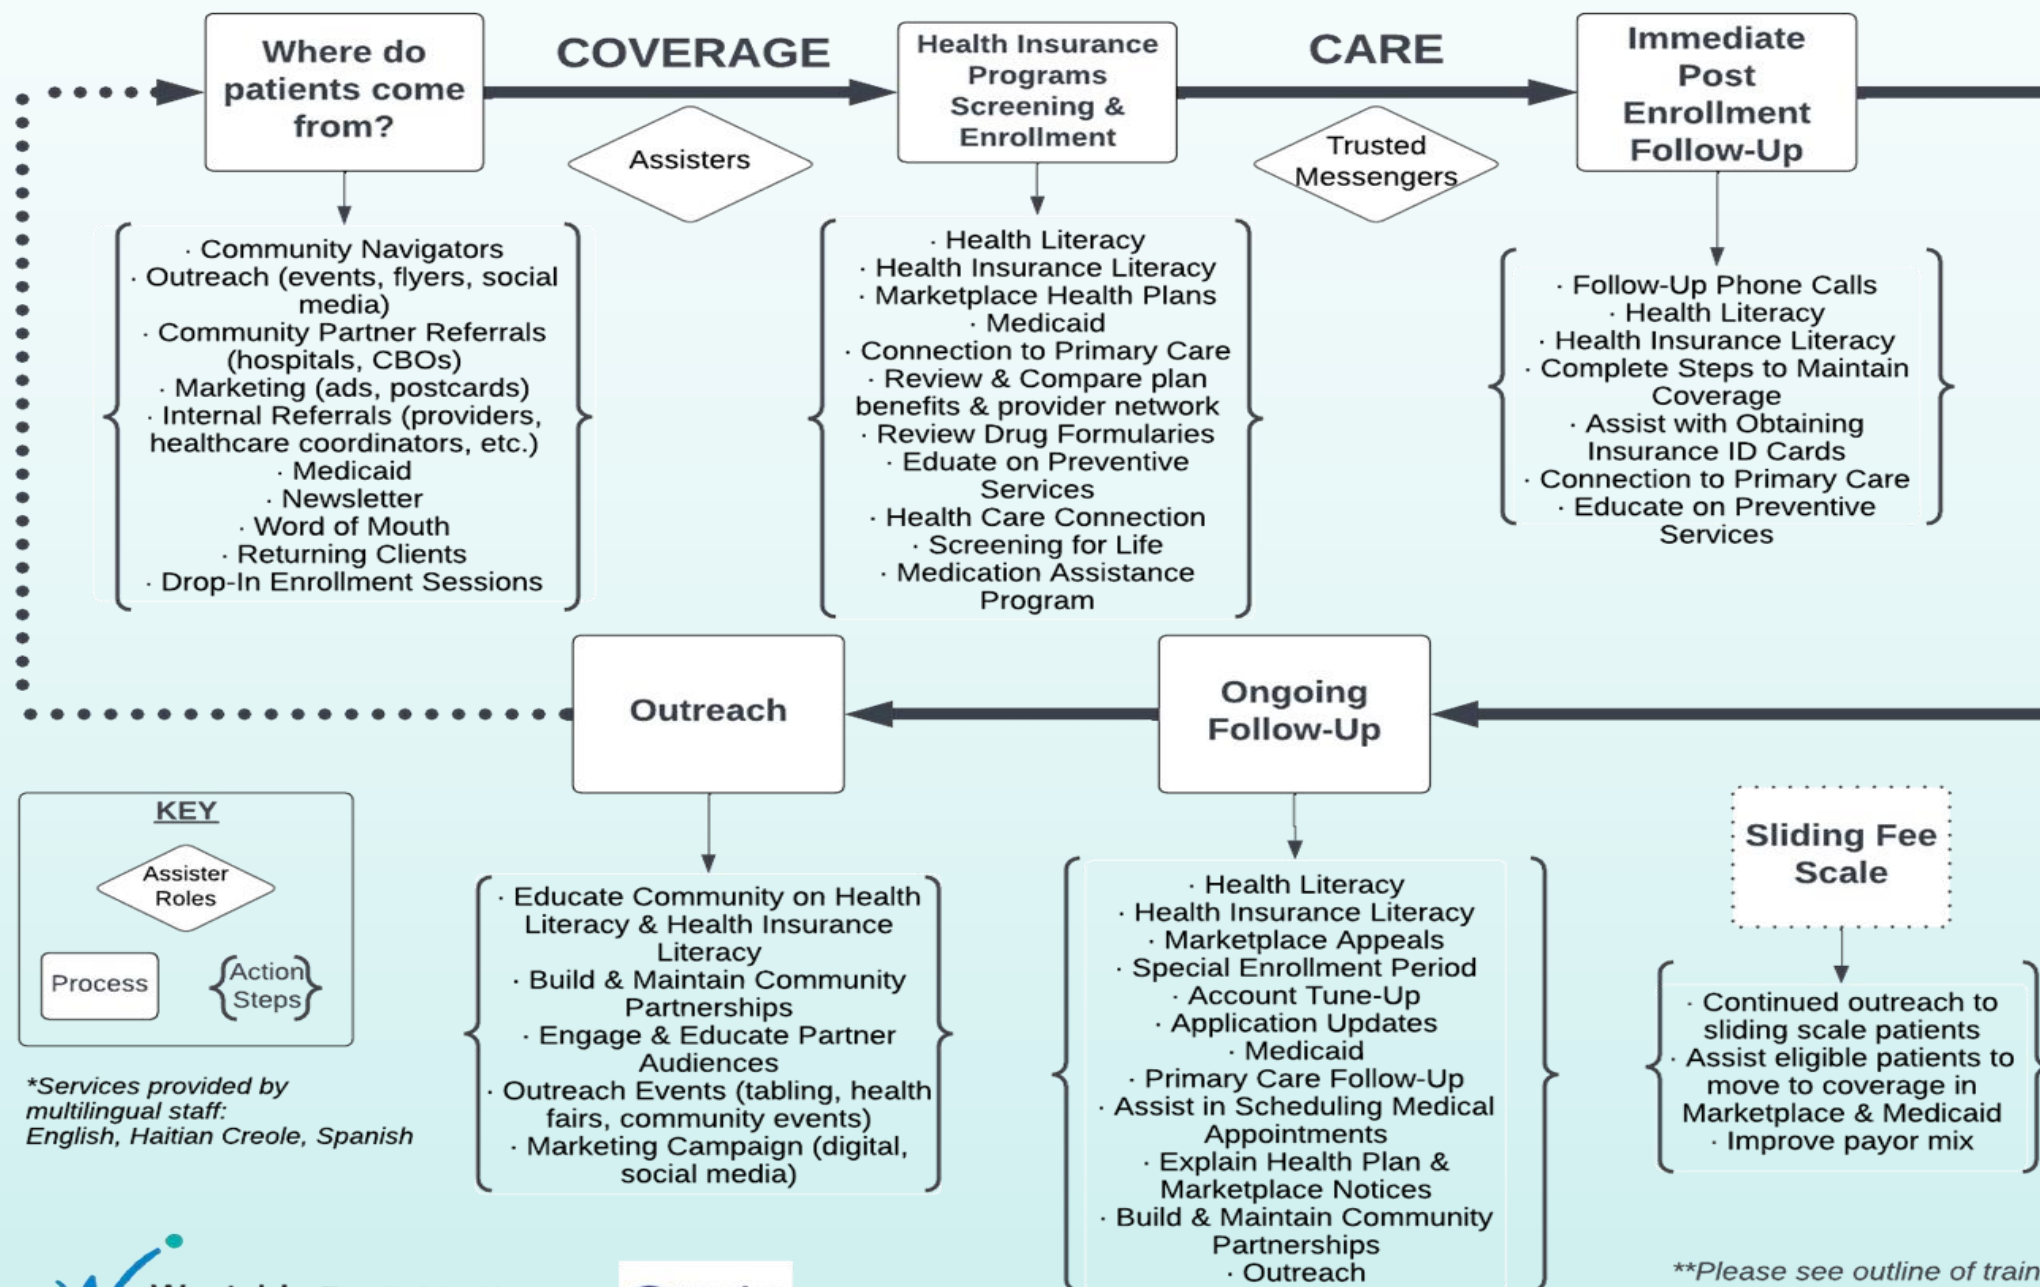 Where do
patients come
from?
COVERAGE
Assisters
Health Insurance
Programs
Screening &
Enrollment
CARE
Trusted
Messengers
Immediate
Post
Enrollment
Follow-Up
· Community Navigators
· Outreach (events, flyers, social
media)
· Community Partner Referrals
(hospitals, CBOs)
· Marketing (ads, postcards)
· Internal Referrals (providers,
healthcare coordinators, etc.)
· Medicaid
· Newsletter
· Word of Mouth
· Returning Clients
· Drop-In Enrollment Sessions
· Health Literacy
· Health Insurance Literacy
· Marketplace Health Plans
· Medicaid
· Connection to Primary Care
· Review & Compare plan
benefits & provider network
· Review Drug Formularies
· Eduate on Preventive
Services
· Health Care Connection
· Screening for Life
· Medication Assistance
Program
· Follow-Up Phone Calls
· Health Literacy
· Health Insurance Literacy
· Complete Steps to Maintain
Coverage
· Assist with Obtaining
Insurance ID Cards
· Connection to Primary Care
· Educate on Preventive
Services
Outreach
Ongoing
Follow-Up
Sliding Fee
Scale
KEY
Assister
Roles
Process
Action
Steps
*Services provided by
multilingual staff:
English, Haitian Creole, Spanish
· Educate Community on Health
Literacy & Health Insurance
Literacy
· Build & Maintain Community
Partnerships
· Engage & Educate Partner
Audiences
· Outreach Events (tabling, health
fairs, community events)
· Marketing Campaign (digital,
social media)
· Health Literacy
· Health Insurance Literacy
· Marketplace Appeals
· Special Enrollment Period
· Account Tune-Up
· Application Updates
· Medicaid
· Primary Care Follow-Up
· Assist in Scheduling Medical
Appointments
· Explain Health Plan &
Marketplace Notices
· Build & Maintain Community
Partnerships
· Outreach
· Continued outreach to
sliding scale patients
· Assist eligible patients to
move to coverage in
Marketplace & Medicaid
· Improve payor mix
**Please see outline of train